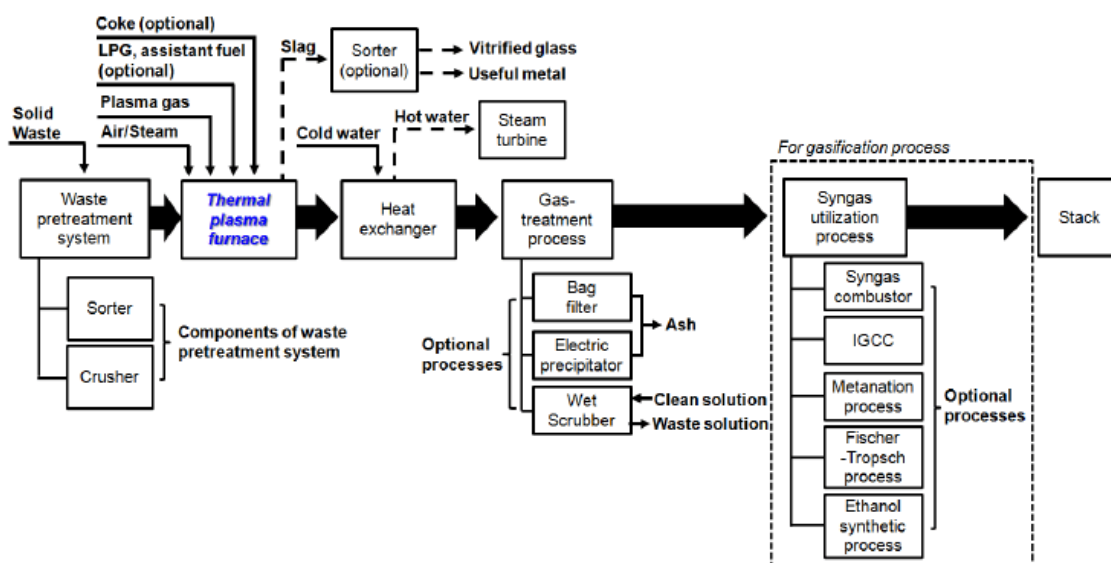 Coke (optional)
LPG, assistant fuel
(optional)
Plasma gas
Air/Steam
Solid
Waste
Slag
Sorter
(optional)
Vitrified glass
Useful metal
Cold water
Hot water
Steam
turbine
For gasification process
Waste
pretreatment
system
Thermal
plasma
furnace
Heat
exchanger
Gas-
treatment
process
Syngas
utilization
process
Stack
Sorter
Crusher
Components of waste
pretreatment system
Optional
processes
Bag
filter
Electric
precipitator
Ash
Wet
Scrubber
Clean solution
Waste solution
Syngas
combustor
IGCC
Metanation
process
Fischer
-Tropsch
process
Ethanol
synthetic
process
Optional
processes